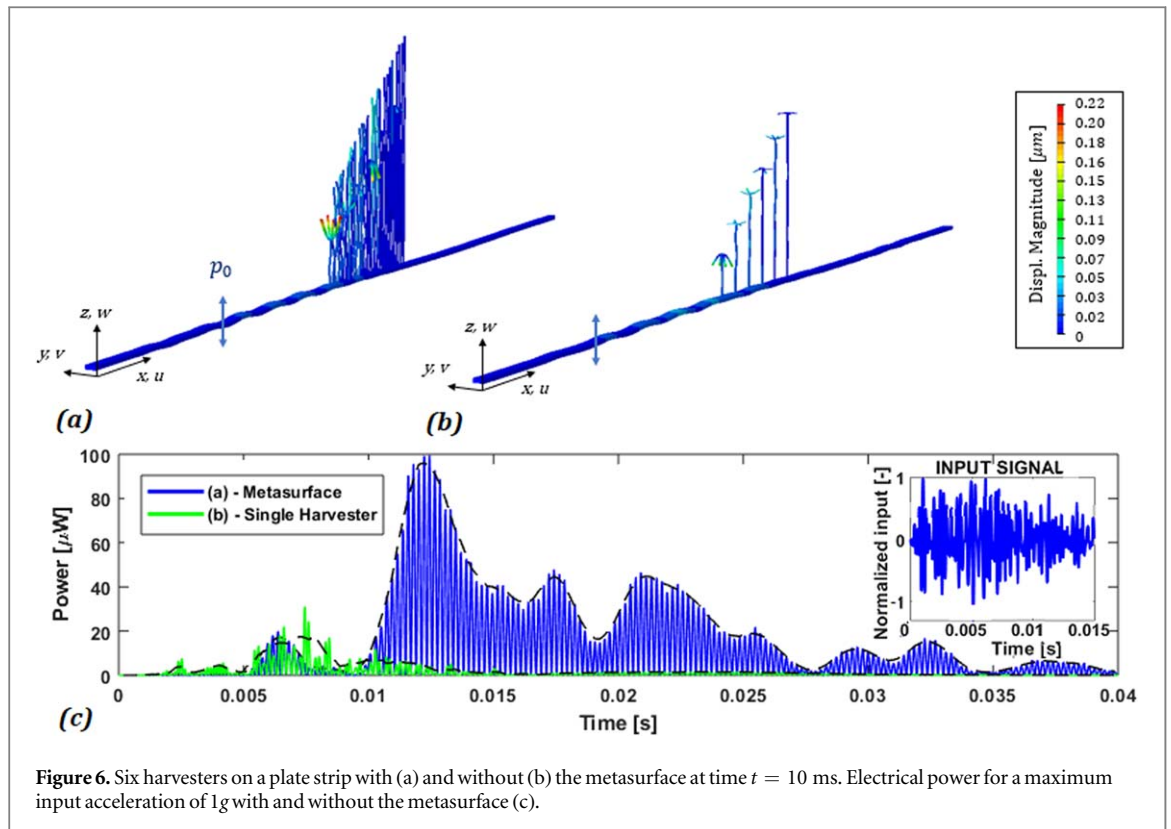 p₀
z, w
y, v
x, u
(a)
z, w
y, v
x, u
(b)
Displ. Magnitude [μm]
0.22
0.20
0.18
0.16
0.15
0.13
0.11
0.09
0.07
0.05
0.03
0.02
0
Power [μW]
100
80
60
40
20
0
(a) - Metasurface
(b) - Single Harvester
INPUT SIGNAL
Normalized input [-]
1
0
-1
0 0.005 0.01 0.015
Time [s]
0 0.005 0.01 0.015 0.02 0.025 0.03 0.035 0.04
Time [s]
(c)
Figure 6. Six harvesters on a plate strip with (a) and without (b) the metasurface at time t = 10 ms. Electrical power for a maximum
input acceleration of 1g with and without the metasurface (c).